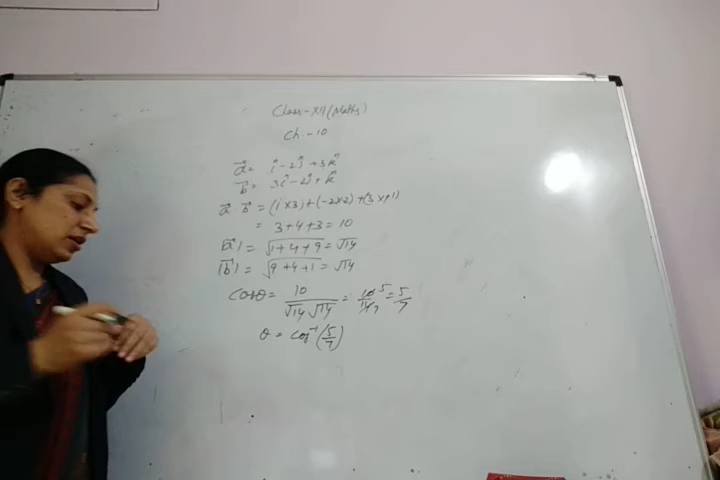 Class-XII (Maths)
Ch.-10
a⃗ = î - 2ĵ + 3k̂
b⃗ = 3î - 2ĵ + k̂
a⃗ b⃗ = (1×3)+(-2×2)+(3×1)
= 3+4+3 = 10
|a⃗| = √1+4+9 = √14
|b⃗| = √9+4+1 = √14
cosθ = 10/√14 √14 = 10 5/14 7 = 5/7
θ = cos⁻¹(5/7)